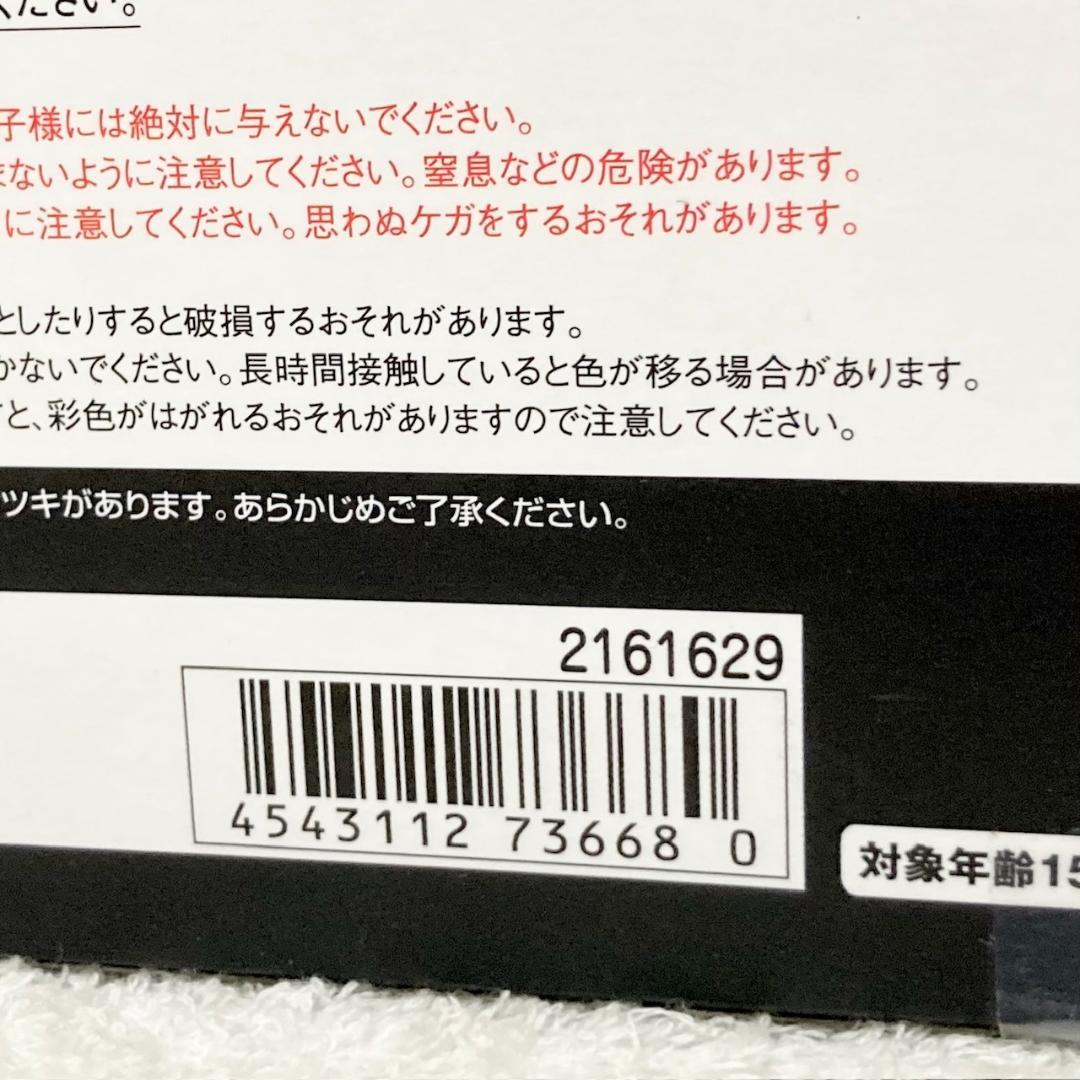 ください。
子様には絶対に与えないでください。
まないように注意してください。窒息などの危険があります。
に注意してください。思わぬケガをするおそれがあります。
としたりすると破損するおそれがあります。
かないでください。長時間接触していると色が移る場合があります。
と、彩色がはがれるおそれがありますので注意してください。
ツキがあります。あらかじめご了承ください。
2161629
4543112 73668 0
対象年齢15